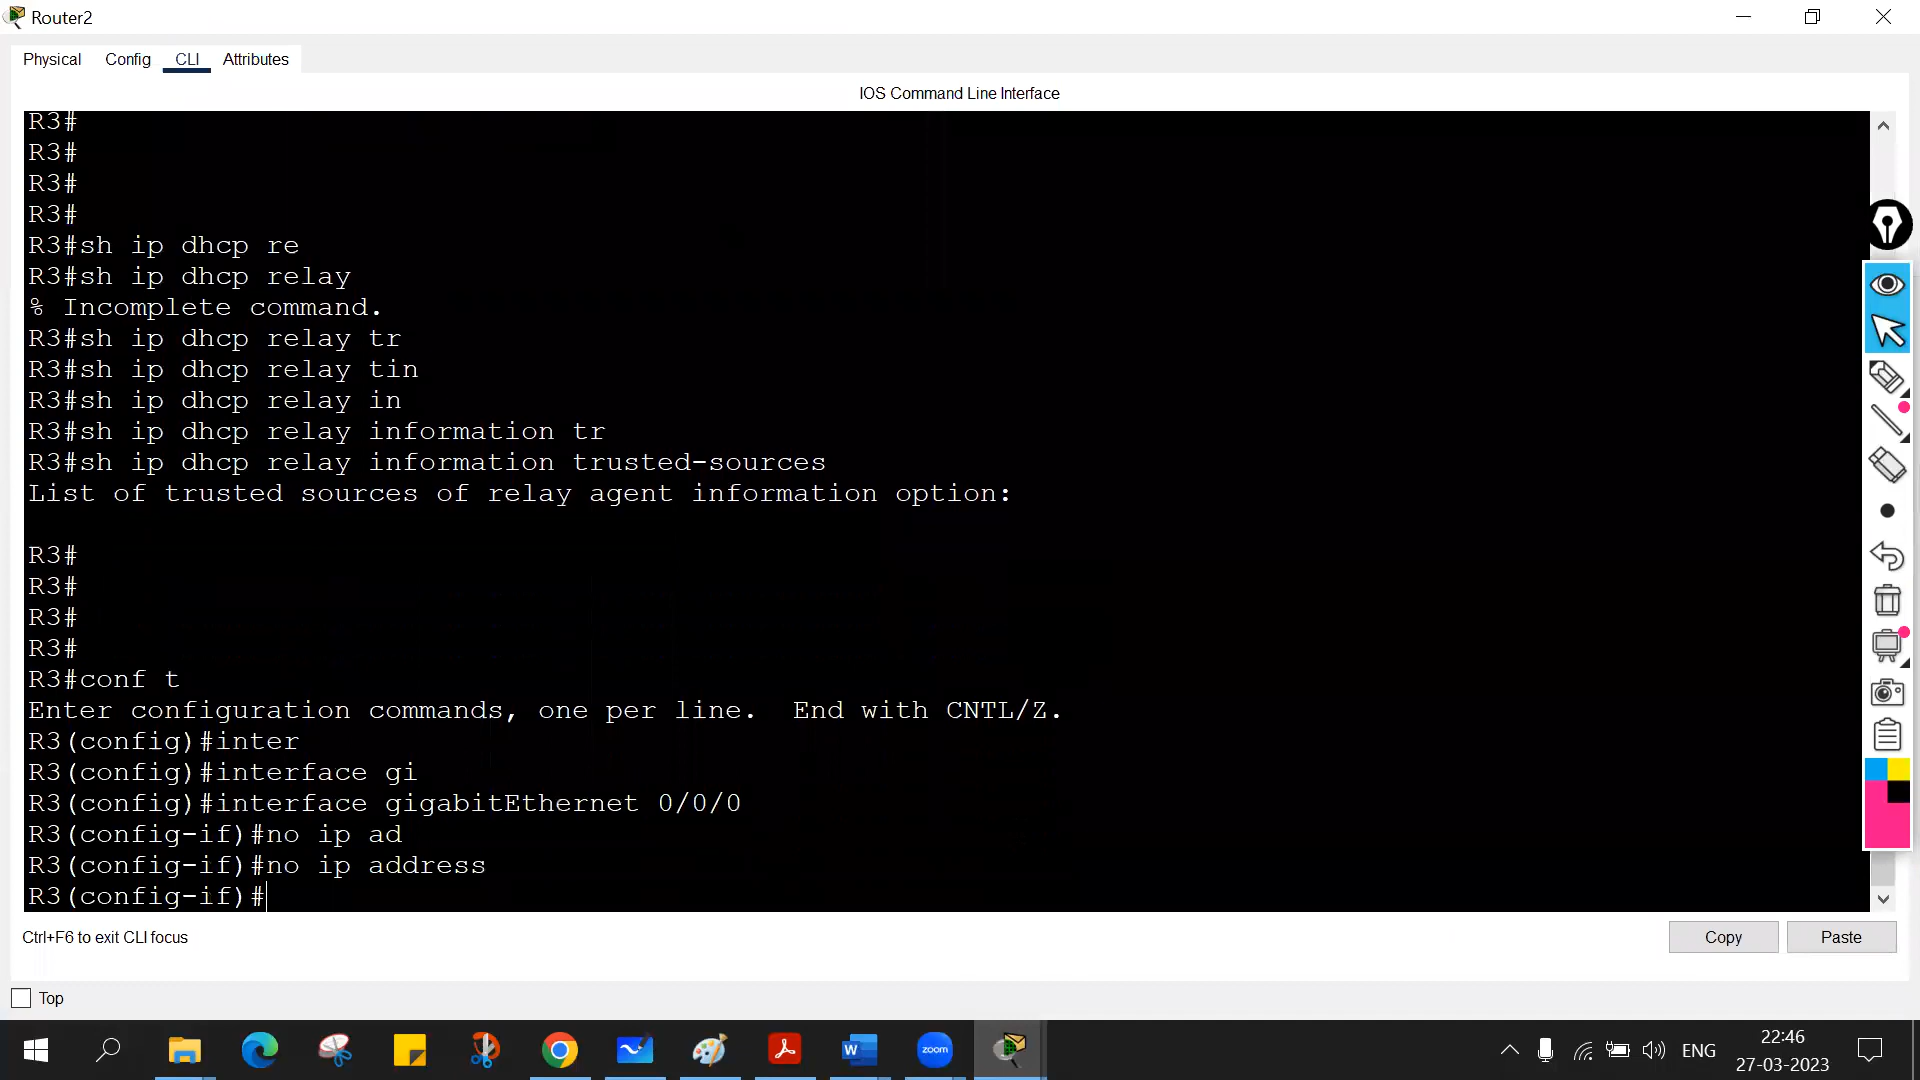 Router2
Physical Config CLI Attributes
IOS Command Line Interface
R3#
R3#
R3#
R3#
R3#sh ip dhcp re
R3#sh ip dhcp relay
% Incomplete command.
R3#sh ip dhcp relay tr
R3#sh ip dhcp relay tin
R3#sh ip dhcp relay in
R3#sh ip dhcp relay information tr
R3#sh ip dhcp relay information trusted-sources
List of trusted sources of relay agent information option:
R3#
R3#
R3#
R3#
R3#conf t
Enter configuration commands, one per line.  End with CNTL/Z.
R3(config)#inter
R3(config)#interface gi
R3(config)#interface gigabitEthernet 0/0/0
R3(config-if)#no ip ad
R3(config-if)#no ip address
R3(config-if)#
Ctrl+F6 to exit CLI focus
Copy Paste
Top
W zoom ENG
22:46
27-03-2023